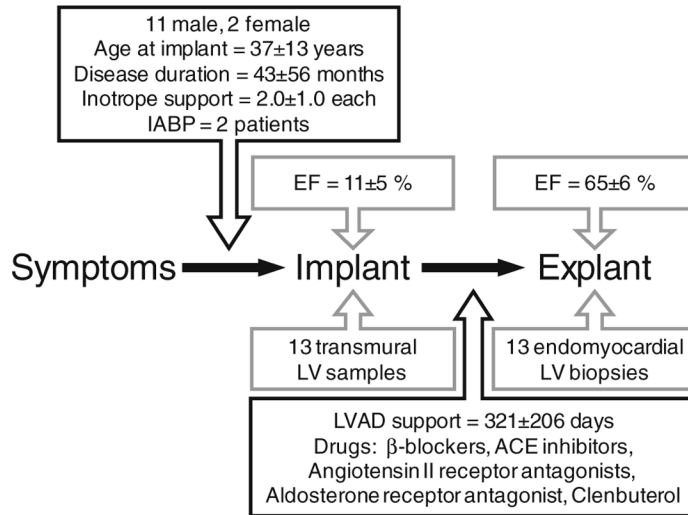 11 male, 2 female
Age at implant = 37±13 years
Disease duration = 43±56 months
Inotrope support = 2.0±1.0 each
IABP = 2 patients
EF = 11±5 %
EF = 65±6 %
Symptoms
Implant
Explant
13 transmural
LV samples
13 endomyocardial
LV biopsies
LVAD support = 321±206 days
Drugs: β-blockers, ACE inhibitors,
Angiotensin II receptor antagonists,
Aldosterone receptor antagonist, Clenbuterol